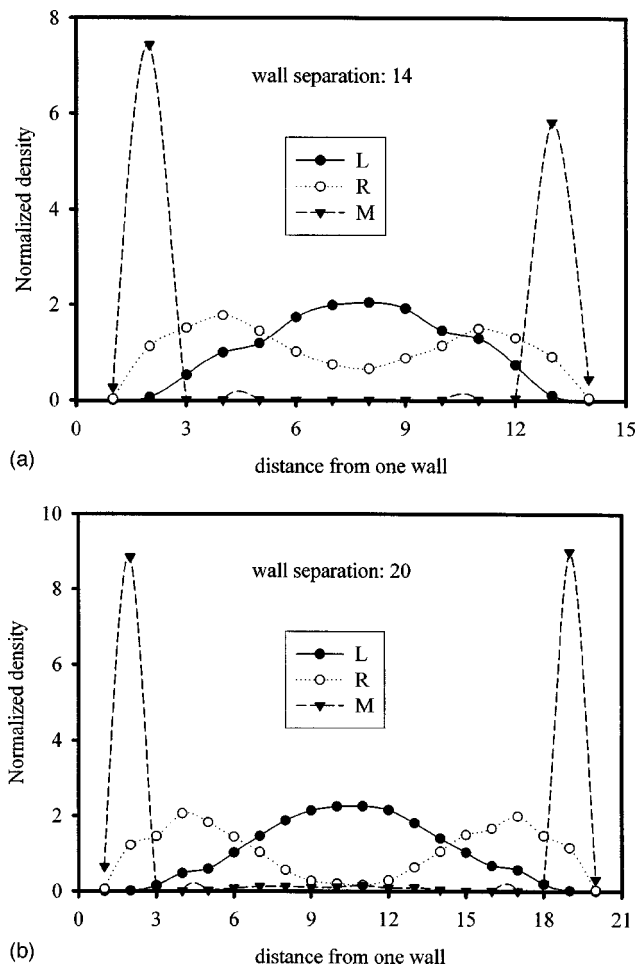 8
wall separation: 14
6
L
R
M
4
2
0
0 3 6 9 12 15
Normalized density
distance from one wall
(a)
10
wall separation: 20
8
L
R
M
6
4
2
0
0 3 6 9 12 15 18 21
Normalized density
distance from one wall
(b)